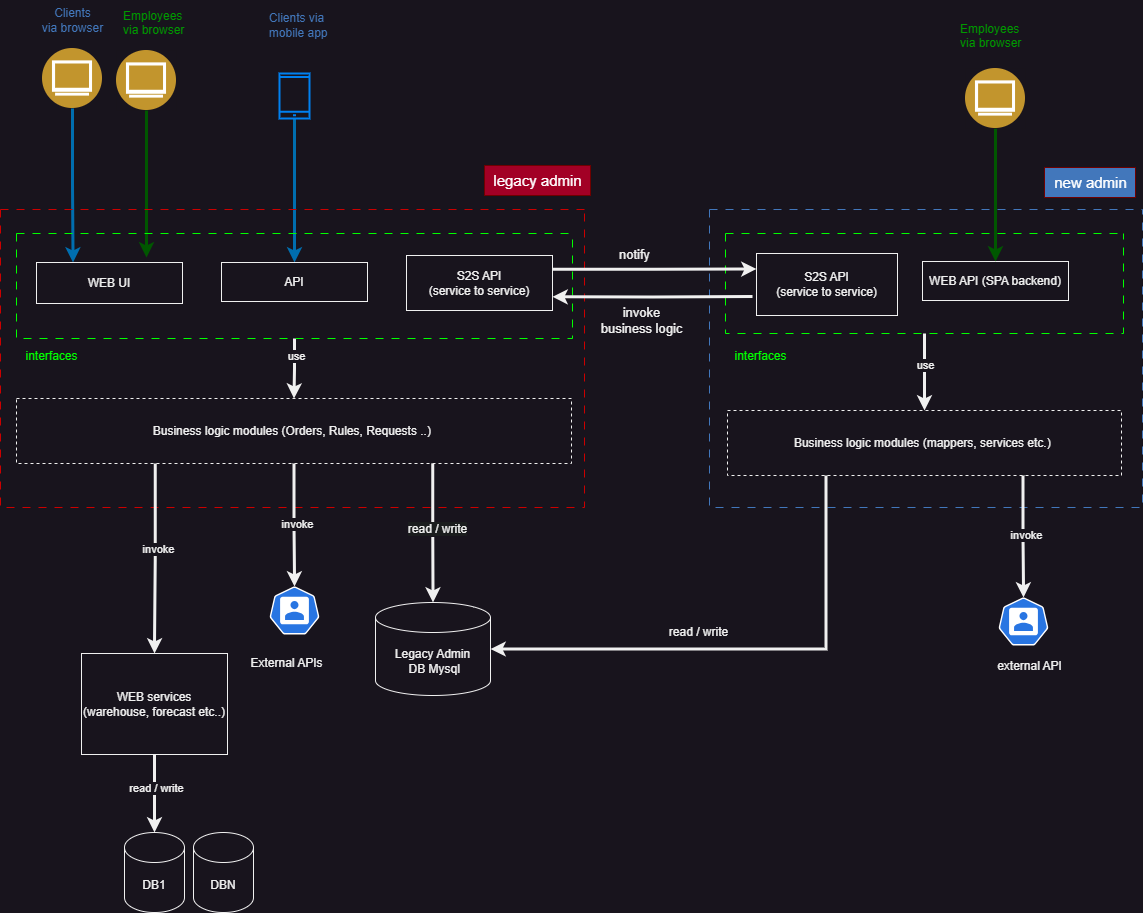 Clients
via browser
Employees
via browser
Clients via
mobile app
Employees
via browser
legacy admin
new admin
WEB UI
API
S2S API
(service to service)
notify
invoke
business logic
S2S API
(service to service)
WEB API (SPA backend)
interfaces
use
interfaces
use
Business logic modules (Orders, Rules, Requests ..)
Business logic modules (mappers, services etc.)
invoke
invoke
read / write
invoke
External APIs
Legacy Admin
DB Mysql
read / write
external API
WEB services
(warehouse, forecast etc..)
read / write
DB1
DBN